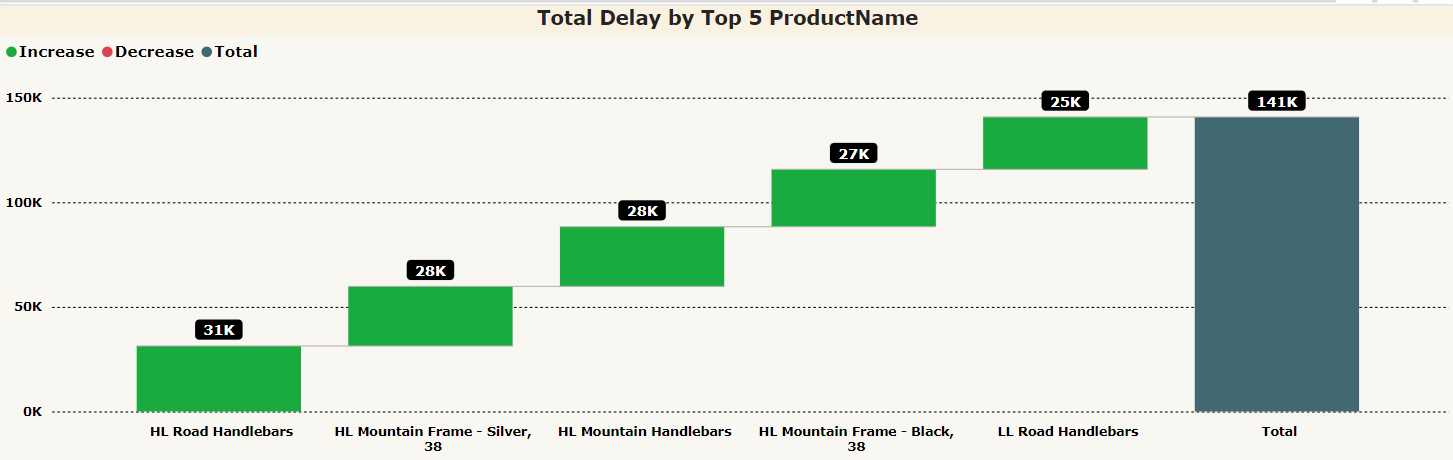 Total Delay by Top 5 ProductName
Increase Decrease Total
150K
100K
50K
0K
31K
28K
28K
27K
25K
141K
HL Road Handlebars
HL Mountain Frame - Silver,
38
HL Mountain Handlebars
HL Mountain Frame - Black,
38
LL Road Handlebars
Total